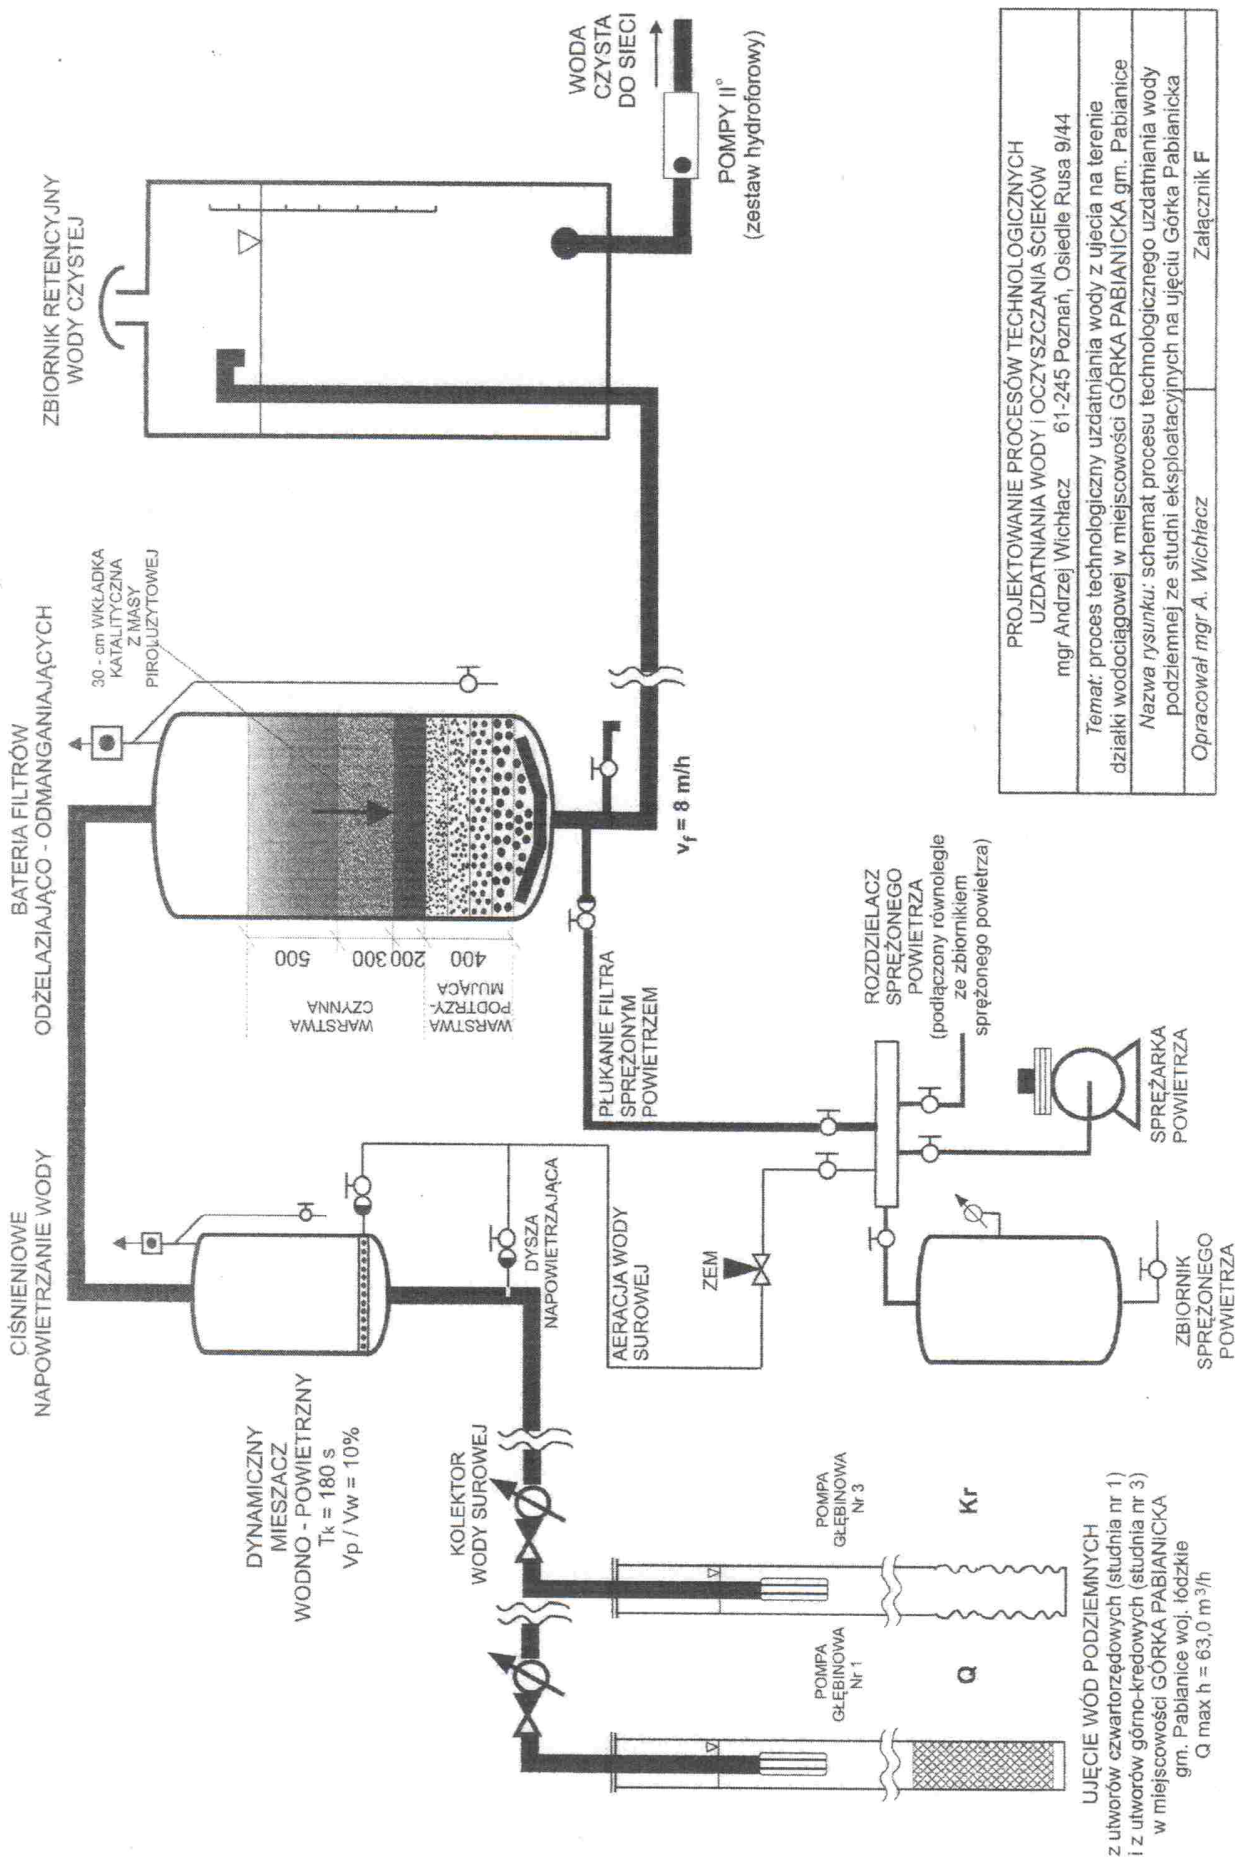 CIŚNIENIOWE
NAPOWIETRZANIE WODY
BATERIA FILTRÓW
ODŻELAZIAJĄCO - ODMANGANIAJĄCYCH
ZBIORNIK RETENCYJNY
WODY CZYSTEJ
30 - cm WKŁADKA
KATALITYCZNA
Z MASY
PIROLUZYTOWEJ
DYNAMICZNY
MIESZACZ
WODNO - POWIETRZNY
Tk = 180 s
Vp / Vw = 10%
500
300
200
400
WARSTWA
CZYNNA
WARSTWA
PODTRZY-
MUJĄCA
WODA
CZYSTA
DO SIECI
POMPY II°
(zestaw hydroforowy)
KOLEKTOR
WODY SUROWEJ
DYSZA
NAPOWIETRZAJĄCA
PŁUKANIE FILTRA
SPRĘŻONYM
POWIETRZEM
vf = 8 m/h
AERACJA WODY
SUROWEJ
ZEM
ROZDZIELACZ
SPRĘŻONEGO
POWIETRZA
(podłączony równolegle
ze zbiornikiem
sprężonego powietrza)
POMPA
GŁĘBINOWA
Nr 1
POMPA
GŁĘBINOWA
Nr 3
Q
Kr
UJĘCIE WÓD PODZIEMNYCH
z utworów czwartorzędowych (studnia nr 1)
i z utworów górno-kredowych (studnia nr 3)
w miejscowości GÓRKA PABIANICKA
gm. Pabianice woj. łódzkie
Q max h = 63,0 m³/h
ZBIORNIK
SPRĘŻONEGO
POWIETRZA
SPRĘŻARKA
POWIETRZA
PROJEKTOWANIE PROCESÓW TECHNOLOGICZNYCH
UZDATNIANIA WODY i OCZYSZCZANIA ŚCIEKÓW
mgr Andrzej Wichłacz 61-245 Poznań, Osiedle Rusa 9/44
Temat: proces technologiczny uzdatniania wody z ujecia na terenie
działki wodociągowej w miejscowości GÓRKA PABIANICKA gm. Pabianice
Nazwa rysunku: schemat procesu technologicznego uzdatniania wody
podziemnej ze studni eksploatacyjnych na ujęciu Górka Pabianicka
Opracował mgr A. Wichłacz
Załącznik F